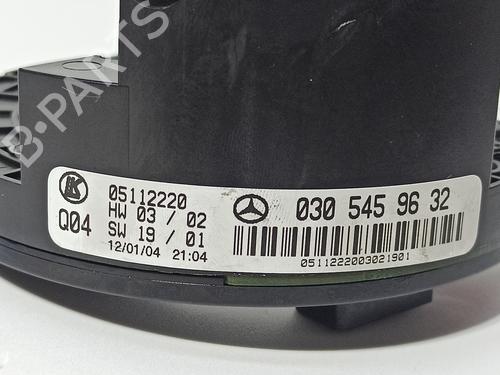 B-PARTS
K
05112220
Q04
HW 03 / 02
SW 19 / 01
12/01/04 21:04
030 545 96 32
0511222003021901